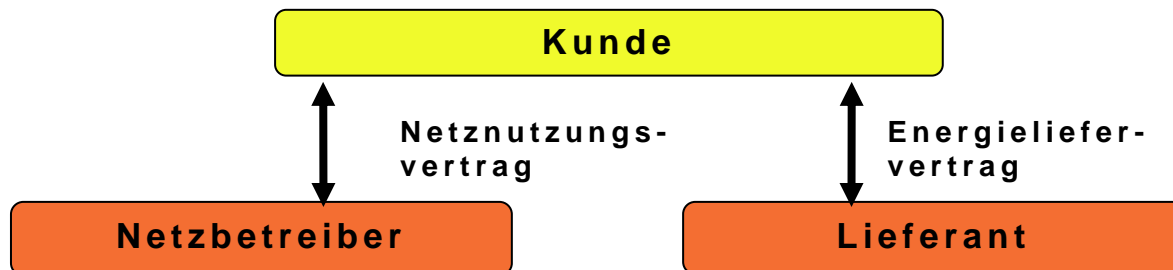 Kunde
Netznutzungs-
vertrag
Energieliefer-
vertrag
Netzbetreiber
Lieferant